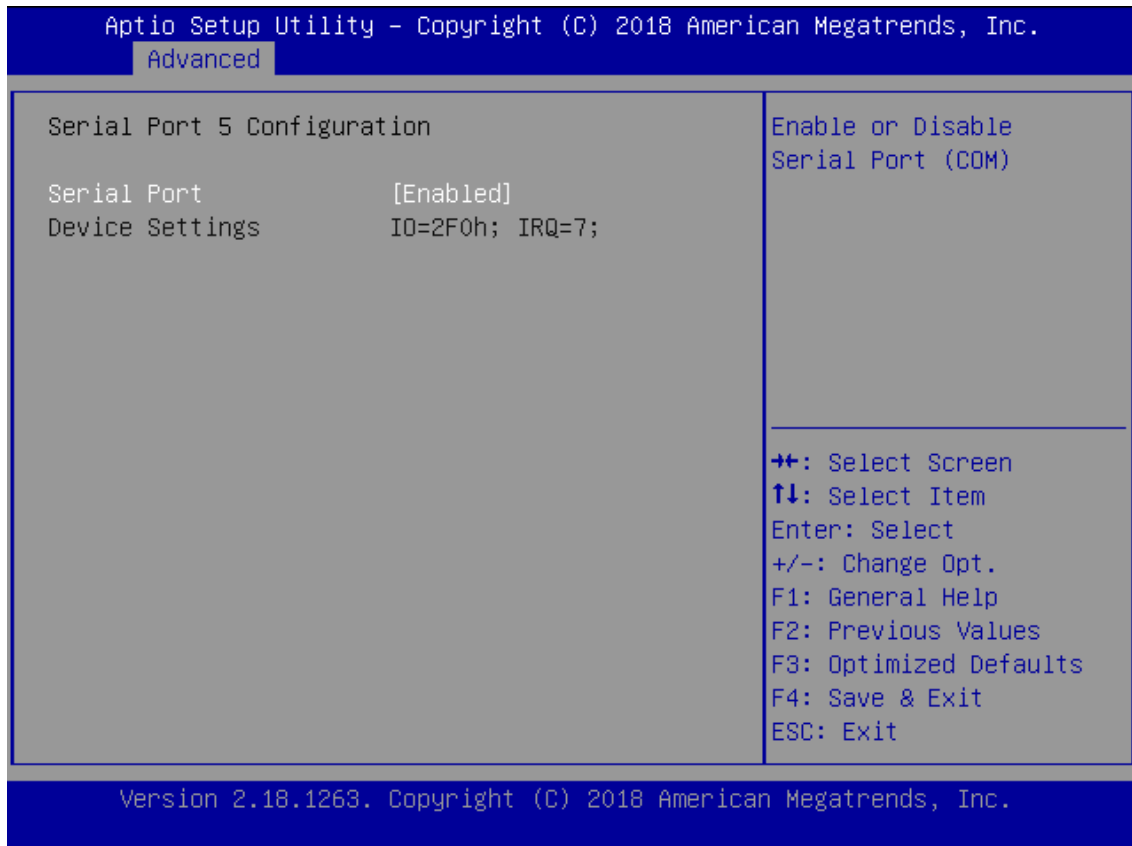 Aptio Setup Utility – Copyright (C) 2018 American Megatrends, Inc.
Advanced
Serial Port 5 Configuration
Serial Port [Enabled]
Device Settings IO=2F0h; IRQ=7;
Enable or Disable
Serial Port (COM)
→←: Select Screen
↑↓: Select Item
Enter: Select
+/-: Change Opt.
F1: General Help
F2: Previous Values
F3: Optimized Defaults
F4: Save & Exit
ESC: Exit
Version 2.18.1263. Copyright (C) 2018 American Megatrends, Inc.